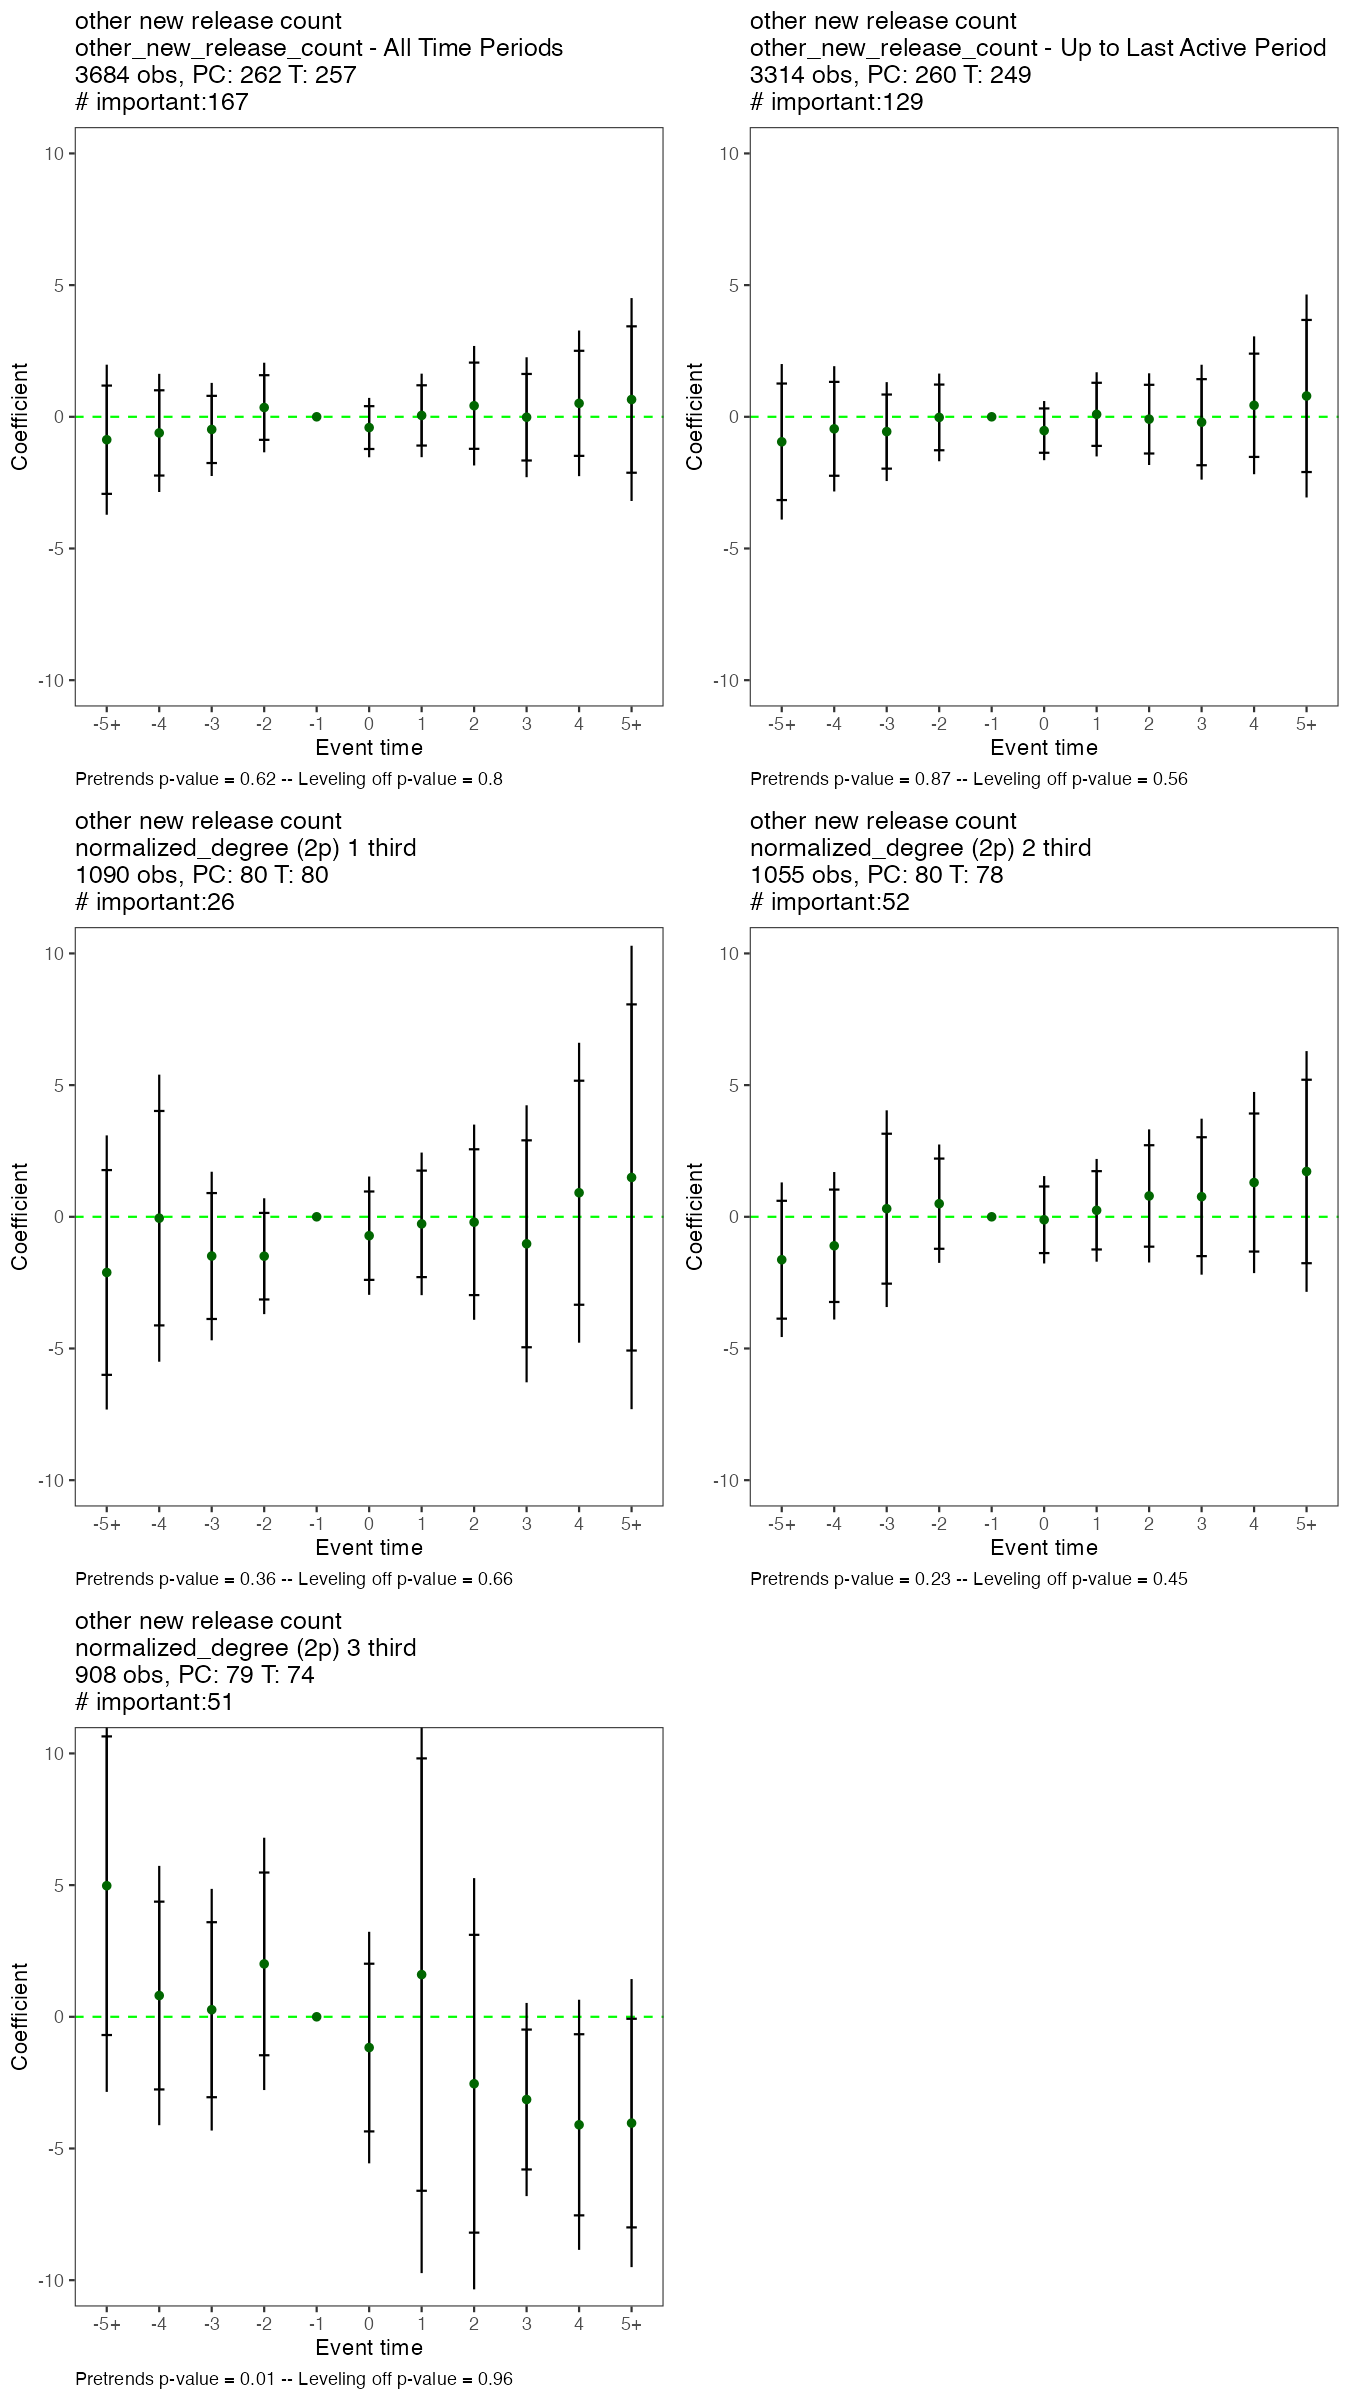 other new release count
other_new_release_count - All Time Periods
3684 obs, PC: 262 T: 257
# important:167
10
5
0
-5
-10
Coefficient
-5+ -4 -3 -2 -1 0 1 2 3 4 5+
Event time
Pretrends p-value = 0.62 -- Leveling off p-value = 0.8
other new release count
other_new_release_count - Up to Last Active Period
3314 obs, PC: 260 T: 249
# important:129
10
5
0
-5
-10
Coefficient
-5+ -4 -3 -2 -1 0 1 2 3 4 5+
Event time
Pretrends p-value = 0.87 -- Leveling off p-value = 0.56
other new release count
normalized_degree (2p) 1 third
1090 obs, PC: 80 T: 80
# important:26
10
5
0
-5
-10
Coefficient
-5+ -4 -3 -2 -1 0 1 2 3 4 5+
Event time
Pretrends p-value = 0.36 -- Leveling off p-value = 0.66
other new release count
normalized_degree (2p) 2 third
1055 obs, PC: 80 T: 78
# important:52
10
5
0
-5
-10
Coefficient
-5+ -4 -3 -2 -1 0 1 2 3 4 5+
Event time
Pretrends p-value = 0.23 -- Leveling off p-value = 0.45
other new release count
normalized_degree (2p) 3 third
908 obs, PC: 79 T: 74
# important:51
10
5
0
-5
-10
Coefficient
-5+ -4 -3 -2 -1 0 1 2 3 4 5+
Event time
Pretrends p-value = 0.01 -- Leveling off p-value = 0.96